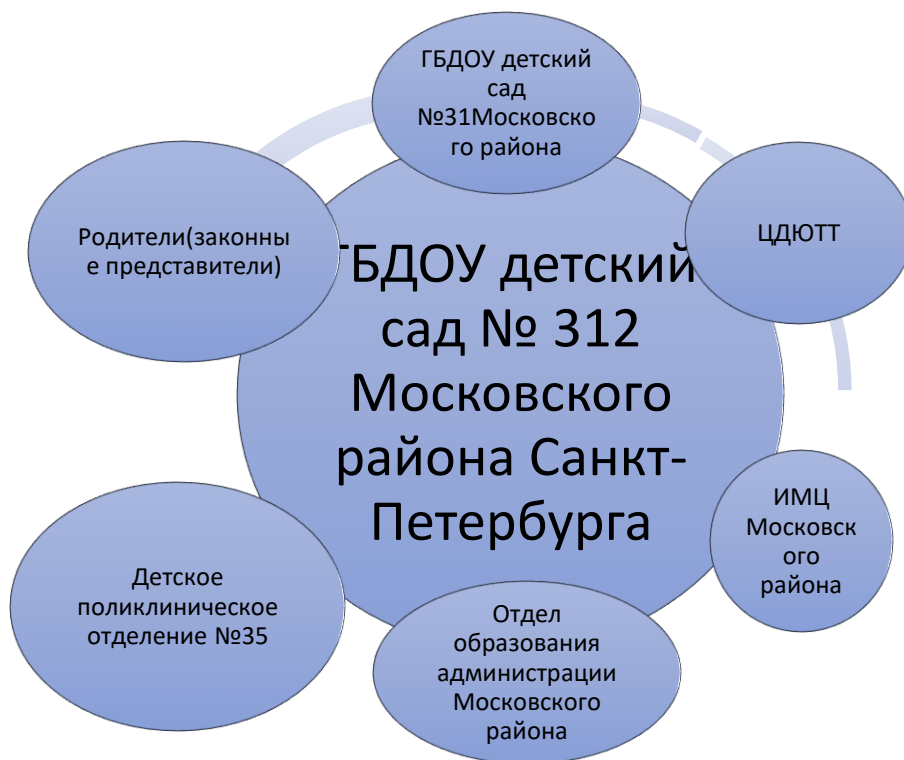 ГБДОУ детский
сад
№31Московско
го района
ЦДЮТТ
Родители(законны
е представители)
ГБДОУ детский
сад № 312
Московского
района Санкт-
Петербурга
ИМЦ
Московск
ого
района
Детское
поликлиническое
отделение №35
Отдел
образования
администрации
Московского
района